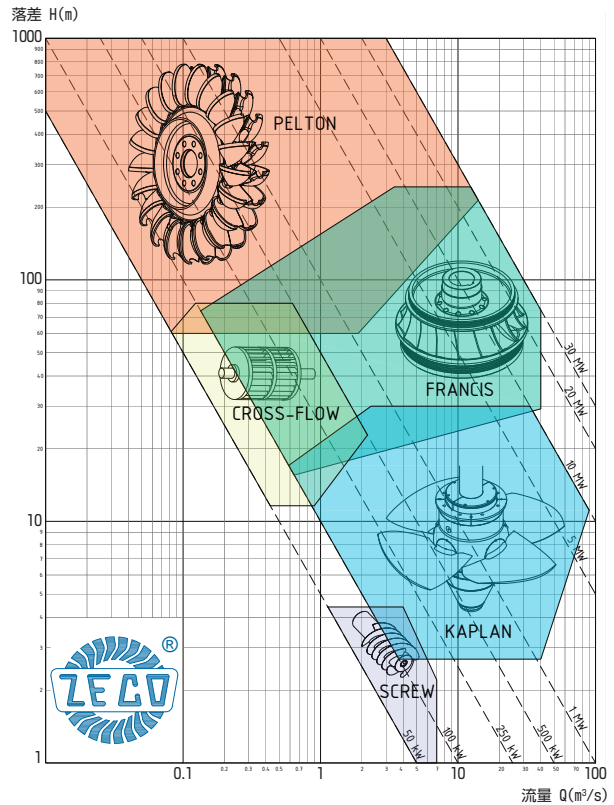 落差 H(m)
1000
900
800
700
600
500
400
300
200
100
90
80
70
60
50
40
30
20
10
9
8
7
6
5
4
3
2
1
PELTON
FRANCIS
CROSS-FLOW
KAPLAN
SCREW
30 MW
20 MW
10 MW
5 MW
1 MW
500 kW
250 kW
100 kW
50 kW
ZECO
®
0.1
0.2
0.3
0.4
0.5
1
2
3
4
5
10
20
30
40
50
70
100
流量 Q(m³/s)